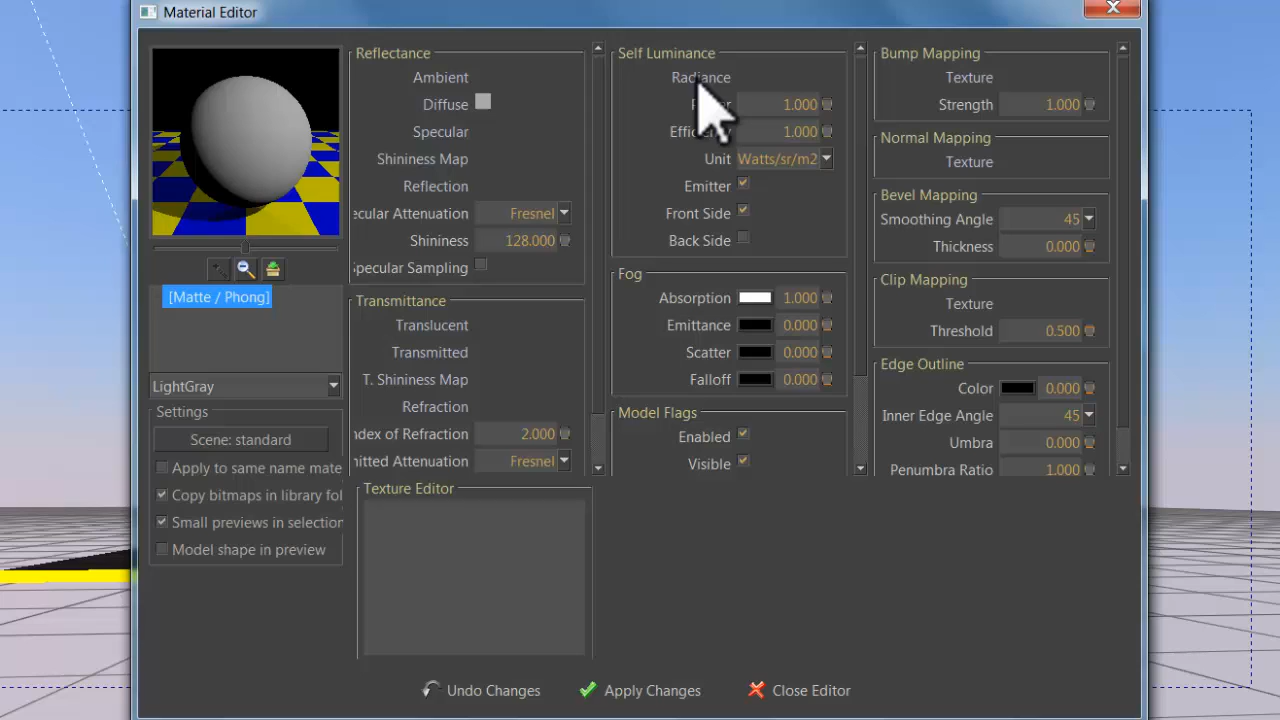 Material Editor
Reflectance
Ambient
Diffuse
Specular
Shininess Map
Reflection
ecular Attenuation Fresnel
Shininess 128.000
Specular Sampling
Transmittance
Translucent
Transmitted
T. Shininess Map
Refraction
ndex of Refraction 2.000
mitted Attenuation Fresnel
Self Luminance
Radiance
1.000
1.000
Unit Watts/sr/m2
Emitter
Front Side
Back Side
Fog
Absorption 1.000
Emittance 0.000
Scatter 0.000
Falloff 0.000
Model Flags
Enabled
Visible
Bump Mapping
Texture
Strength 1.000
Normal Mapping
Texture
Bevel Mapping
Smoothing Angle 45
Thickness 0.000
Clip Mapping
Texture
Threshold 0.500
Edge Outline
Color 0.000
Inner Edge Angle 45
Umbra 0.000
Penumbra Ratio 1.000
[Matte / Phong]
LightGray
Settings
Scene: standard
Apply to same name mate
Copy bitmaps in library fol
Small previews in selection
Model shape in preview
Texture Editor
Undo Changes
Apply Changes
Close Editor